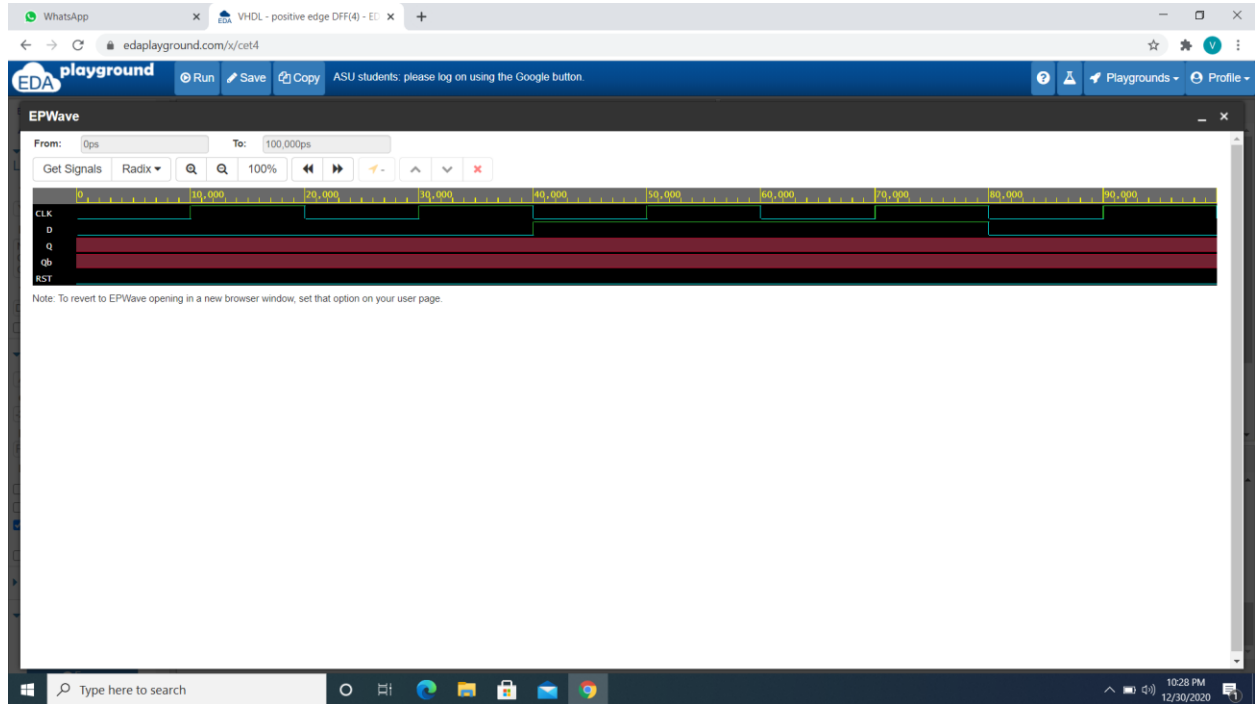 WhatsApp
EDA VHDL - positive edge DFF(4) - ED
edaplayground.com/x/cet4
V
EDA playground Run Save Copy ASU students: please log on using the Google button. Playgrounds Profile
EPWave
From: 0ps To: 100,000ps
Get Signals Radix 100%
0 10,000 20,000 30,000 40,000 50,000 60,000 70,000 80,000 90,000
CLK
D
Q
Qb
RST
Note: To revert to EPWave opening in a new browser window, set that option on your user page.
Type here to search
10:28 PM
12/30/2020
1